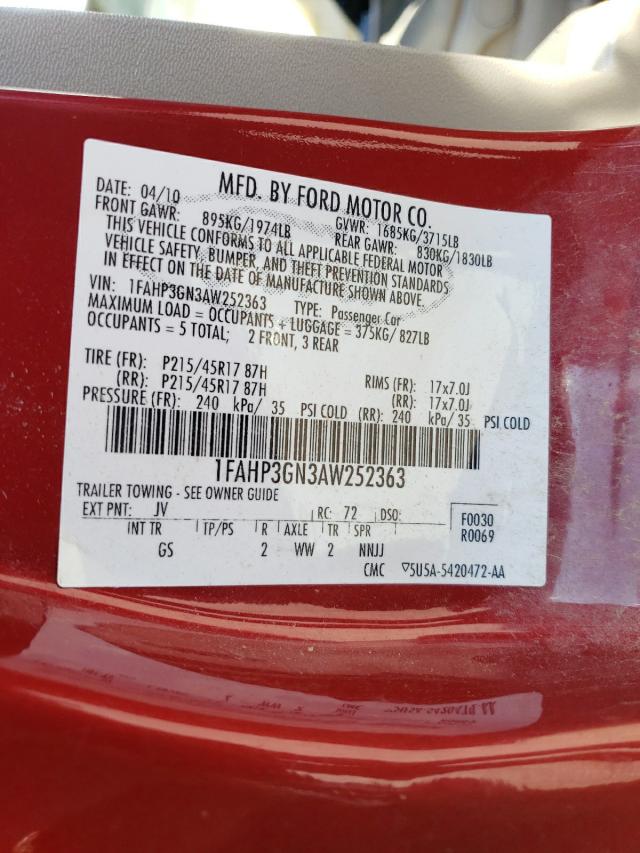 MFD. BY FORD MOTOR CO.
DATE: 04/10 GVWR: 1685KG/3715LB
FRONT GAWR: 895KG/1974LB REAR GAWR: 830KG/1830LB
THIS VEHICLE CONFORMS TO ALL APPLICABLE FEDERAL MOTOR
VEHICLE SAFETY, BUMPER, AND THEFT PREVENTION STANDARDS
IN EFFECT ON THE DATE OF MANUFACTURE SHOWN ABOVE.
VIN: 1FAHP3GN3AW252363 TYPE: Passenger Car
MAXIMUM LOAD = OCCUPANTS + LUGGAGE = 375KG/ 827LB
OCCUPANTS = 5 TOTAL; 2 FRONT, 3 REAR
TIRE (FR): P215/45R17 87H RIMS (FR): 17x7.0J
(RR): P215/45R17 87H (RR): 17x7.0J
PRESSURE (FR): 240 kPa/ 35 PSI COLD (RR): 240 kPa/ 35 PSI COLD
1FAHP3GN3AW252363
TRAILER TOWING - SEE OWNER GUIDE
EXT PNT: JV RC: 72 DSO: F0030
INT TR TP/PS R AXLE TR SPR R0069
GS 2 WW 2 NNJJ
CMC ▽5U5A-5420472-AA